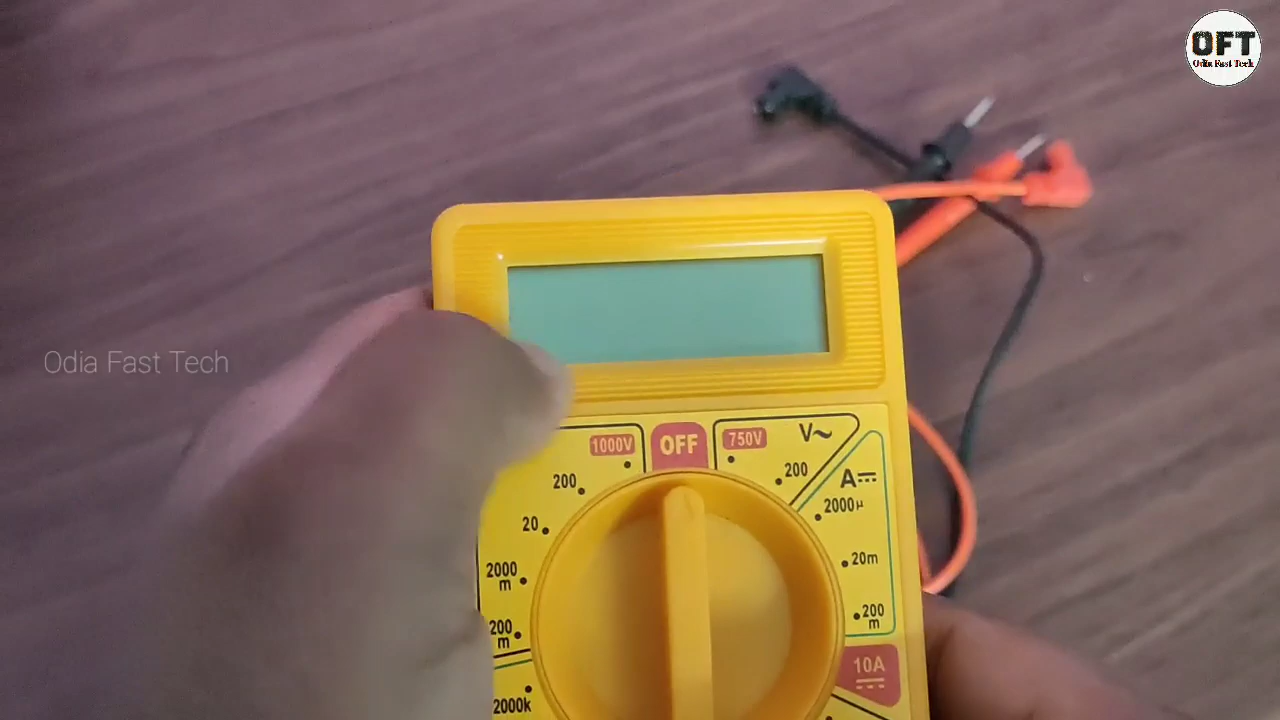 OFT
Odia Fast Tech
Odia Fast Tech
1000V
OFF
750V
V~
200
200
A⎓
2000µ
20
20m
2000
m
200
m
200
m
10A
2000k